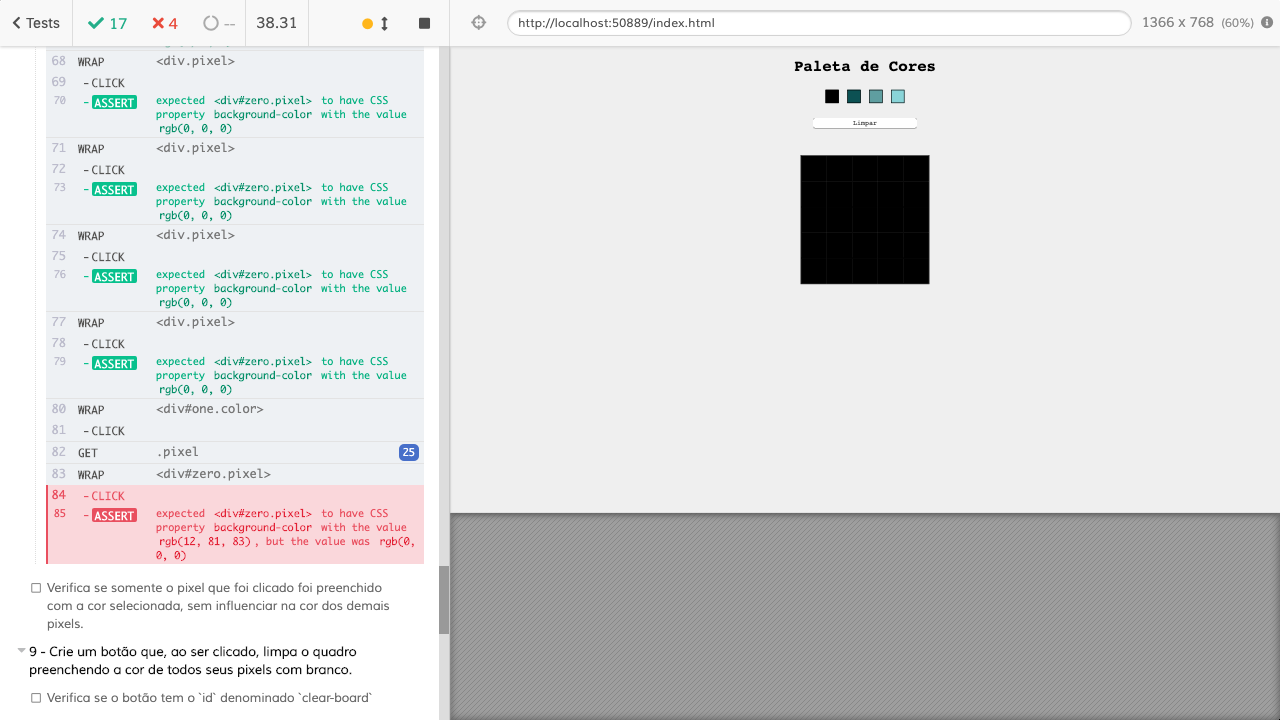 Tests
17
4
--
38.31
http://localhost:50889/index.html
1366 x 768 (60%)
68 WRAP <div.pixel>
69 -CLICK
70 -ASSERT expected <div#zero.pixel> to have CSS
property background-color with the value
rgb(0, 0, 0)
71 WRAP <div.pixel>
72 -CLICK
73 -ASSERT expected <div#zero.pixel> to have CSS
property background-color with the value
rgb(0, 0, 0)
74 WRAP <div.pixel>
75 -CLICK
76 -ASSERT expected <div#zero.pixel> to have CSS
property background-color with the value
rgb(0, 0, 0)
77 WRAP <div.pixel>
78 -CLICK
79 -ASSERT expected <div#zero.pixel> to have CSS
property background-color with the value
rgb(0, 0, 0)
80 WRAP <div#one.color>
81 -CLICK
82 GET .pixel 25
83 WRAP <div#zero.pixel>
84 -CLICK
85 -ASSERT expected <div#zero.pixel> to have CSS
property background-color with the value
rgb(12, 81, 83), but the value was rgb(0,
0, 0)
Verifica se somente o pixel que foi clicado foi preenchido
com a cor selecionada, sem influenciar na cor dos demais
pixels.
9 - Crie um botão que, ao ser clicado, limpa o quadro
preenchendo a cor de todos seus pixels com branco.
Verifica se o botão tem o `id` denominado `clear-board`
Paleta de Cores
Limpar